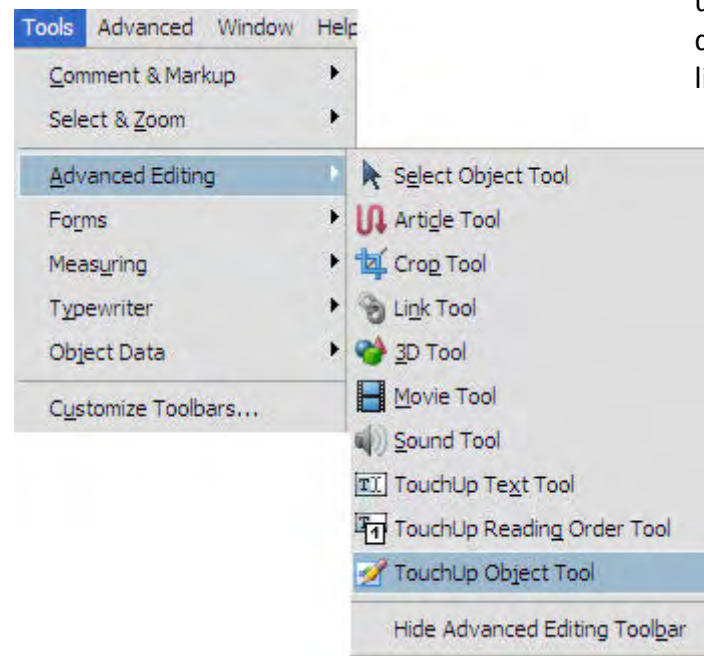 Tools Advanced Window Help
Comment & Markup
Select & Zoom
Advanced Editing
Forms
Measuring
Typewriter
Object Data
Customize Toolbars...
Select Object Tool
Article Tool
Crop Tool
Link Tool
3D Tool
Movie Tool
Sound Tool
TouchUp Text Tool
TouchUp Reading Order Tool
TouchUp Object Tool
Hide Advanced Editing Toolbar